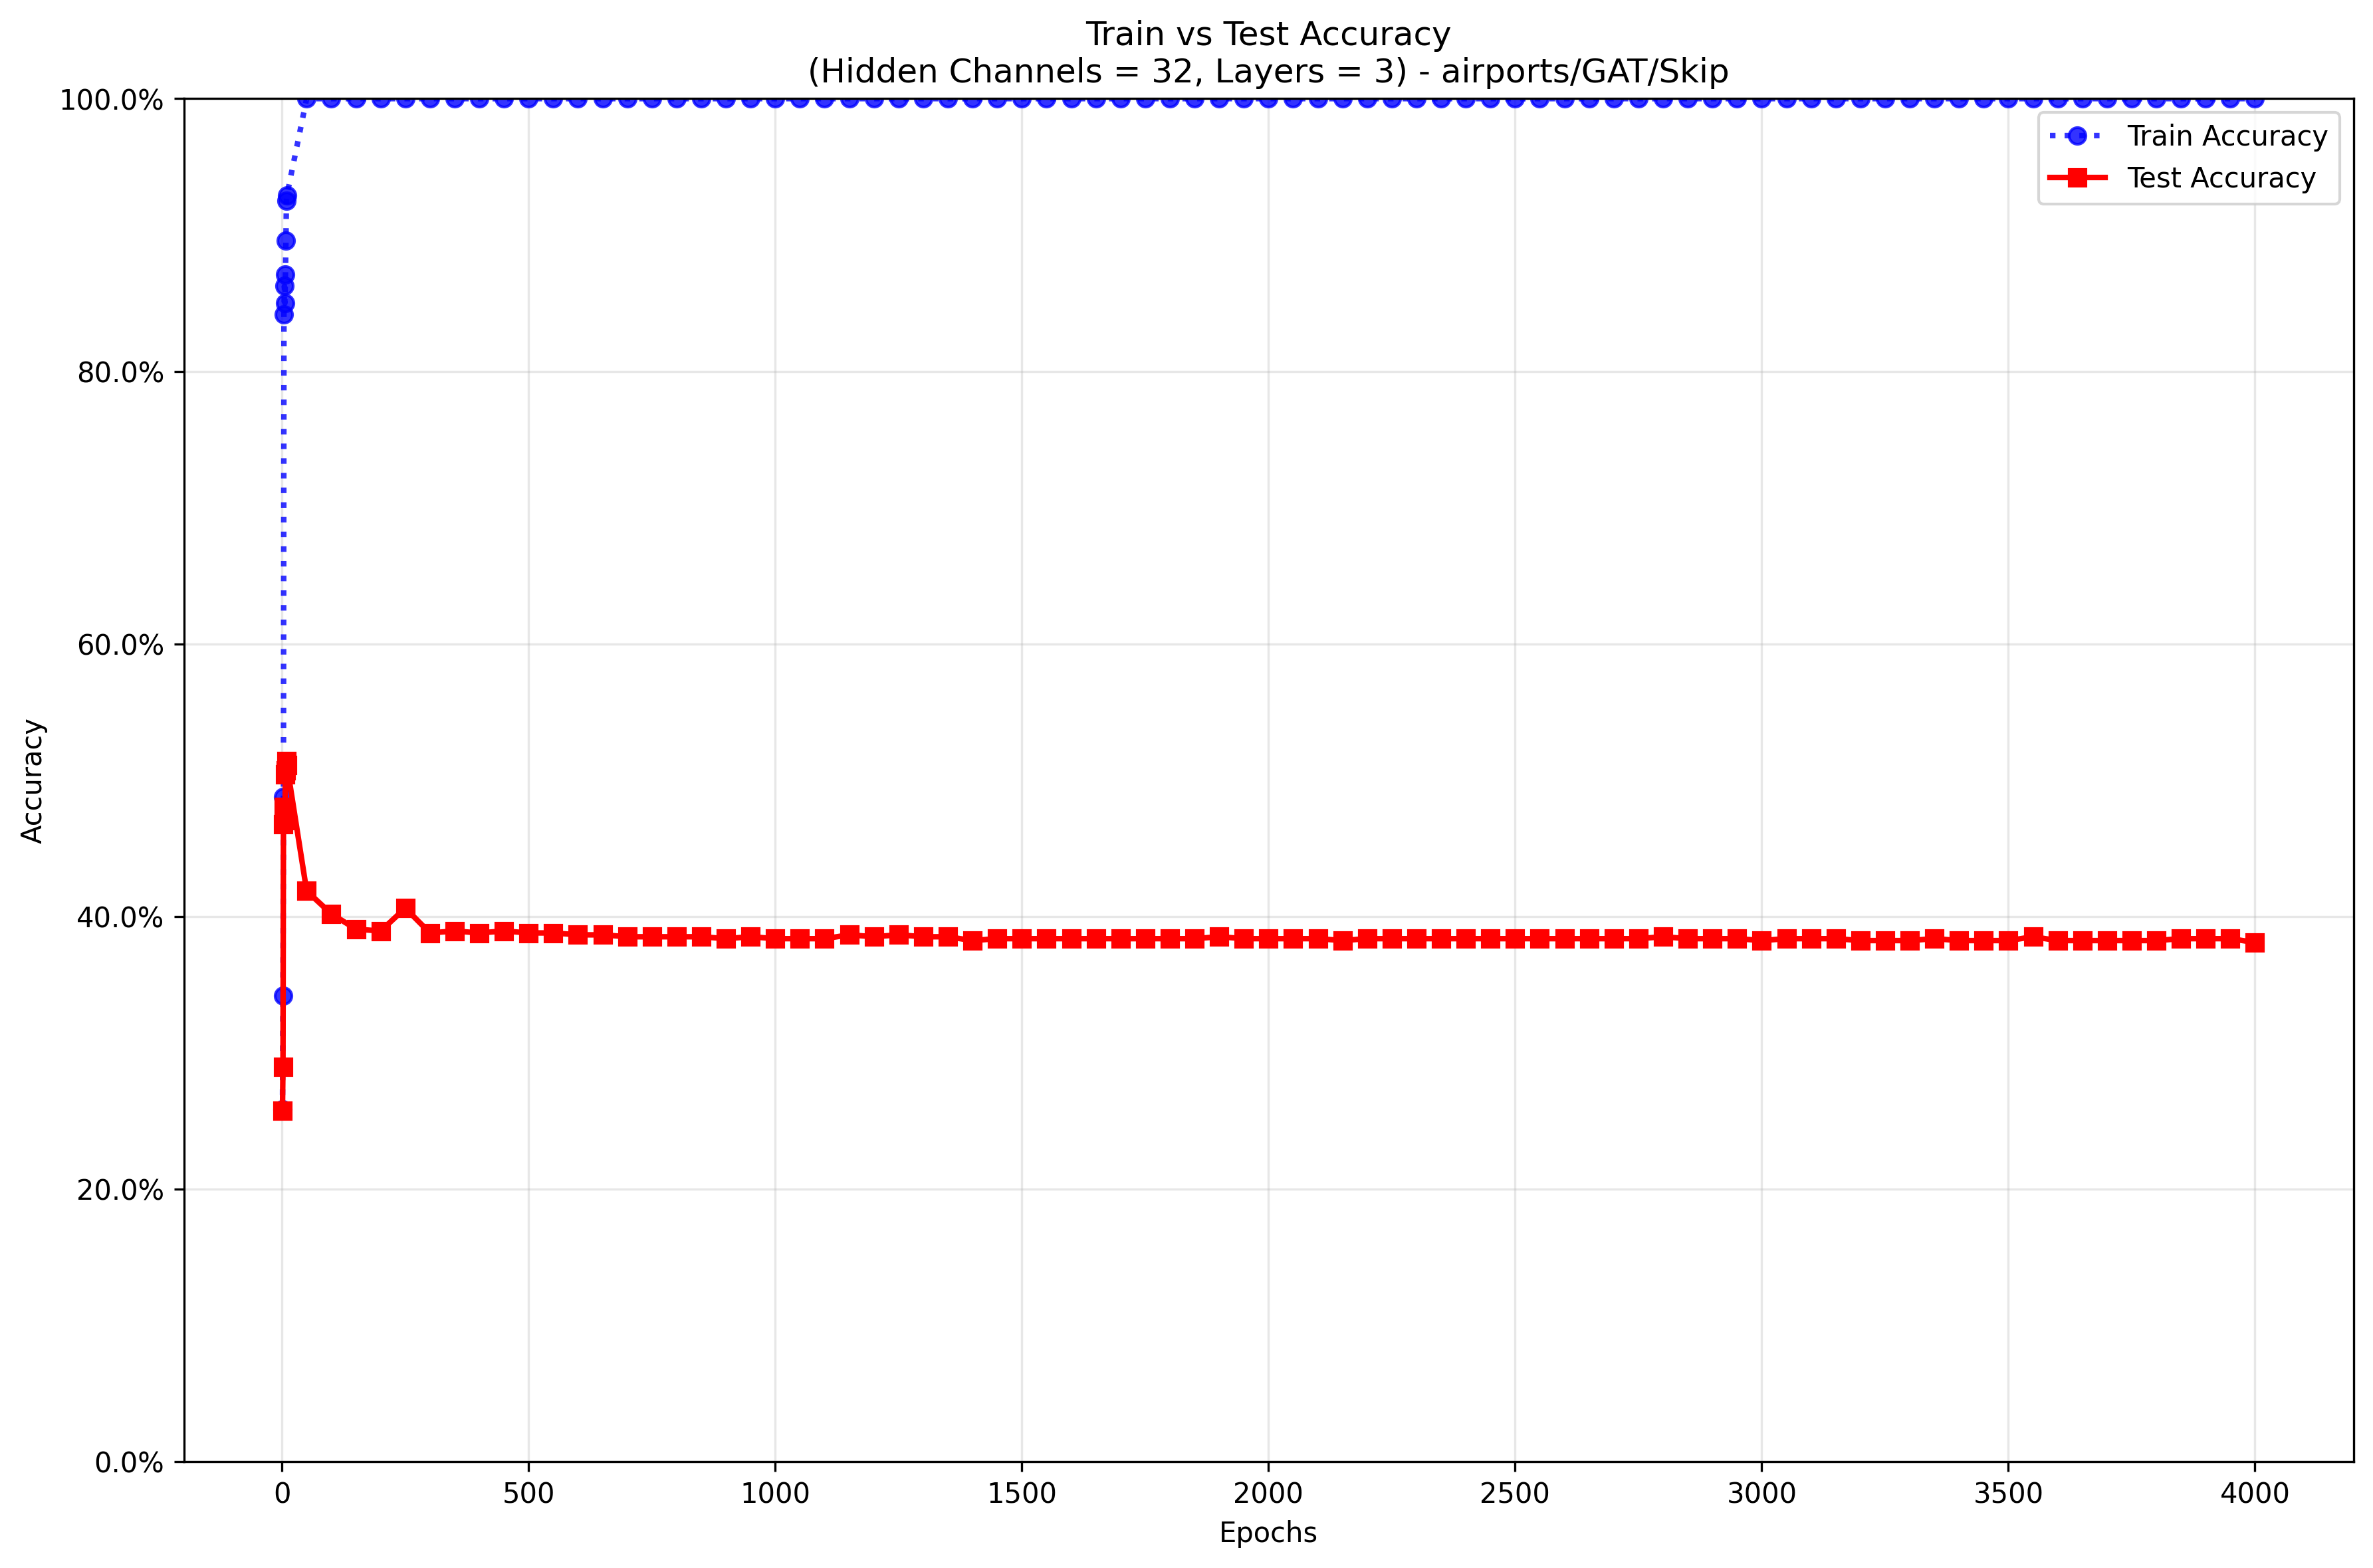 Train vs Test Accuracy
(Hidden Channels = 32, Layers = 3) - airports/GAT/Skip
100.0%
80.0%
60.0%
40.0%
20.0%
0.0%
Accuracy
Train Accuracy
Test Accuracy
0 500 1000 1500 2000 2500 3000 3500 4000
Epochs